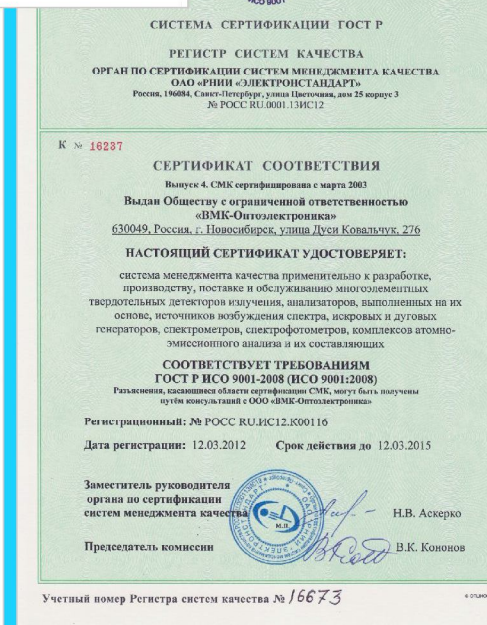 СИСТЕМА СЕРТИФИКАЦИИ ГОСТ Р
РЕГИСТР СИСТЕМ КАЧЕСТВА
ОРГАН ПО СЕРТИФИКАЦИИ СИСТЕМ МЕНЕДЖМЕНТА КАЧЕСТВА
ОАО «РНИИ «ЭЛЕКТРОНСТАНДАРТ»
Россия, 196084, Санкт-Петербург, улица Цветочная, дом 25 корпус 3
№ РОСС RU.0001.13ИС12
К № 16237
СЕРТИФИКАТ СООТВЕТСТВИЯ
Выпуск 4. СМК сертифицирована с марта 2003
Выдан Обществу с ограниченной ответственностью
«ВМК-Оптоэлектроника»
630049, Россия, г. Новосибирск, улица Дуси Ковальчук, 276
НАСТОЯЩИЙ СЕРТИФИКАТ УДОСТОВЕРЯЕТ:
система менеджмента качества применительно к разработке,
производству, поставке и обслуживанию многоэлементных
твердотельных детекторов излучения, анализаторов, выполненных на их
основе, источников возбуждения спектра, искровых и дуговых
генераторов, спектрометров, спектрофотометров, комплексов атомно-
эмиссионного анализа и их составляющих
СООТВЕТСТВУЕТ ТРЕБОВАНИЯМ
ГОСТ Р ИСО 9001-2008 (ИСО 9001:2008)
Разъяснения, касающиеся области сертификации СМК, могут быть получены
путём консультаций с ООО «ВМК-Оптоэлектроника»
Регистрационный: № РОСС RU.ИС12.К00116
Дата регистрации: 12.03.2012 Срок действия до 12.03.2015
Заместитель руководителя
органа по сертификации
систем менеджмента качества Н.В. Аскерко
М.П.
Председатель комиссии В.К. Кононов
Учетный номер Регистра систем качества № 16673